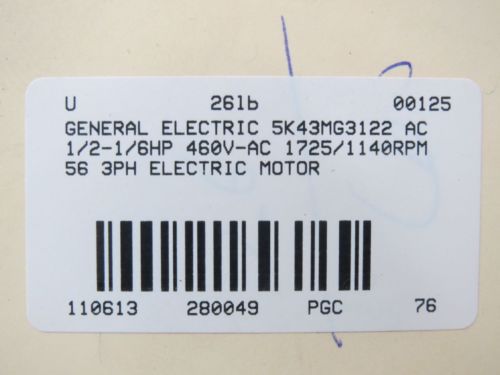 U 26lb 00125
GENERAL ELECTRIC 5K43MG3122 AC
1/2-1/6HP 460V-AC 1725/1140RPM
56 3PH ELECTRIC MOTOR
110613 280049 PGC 76